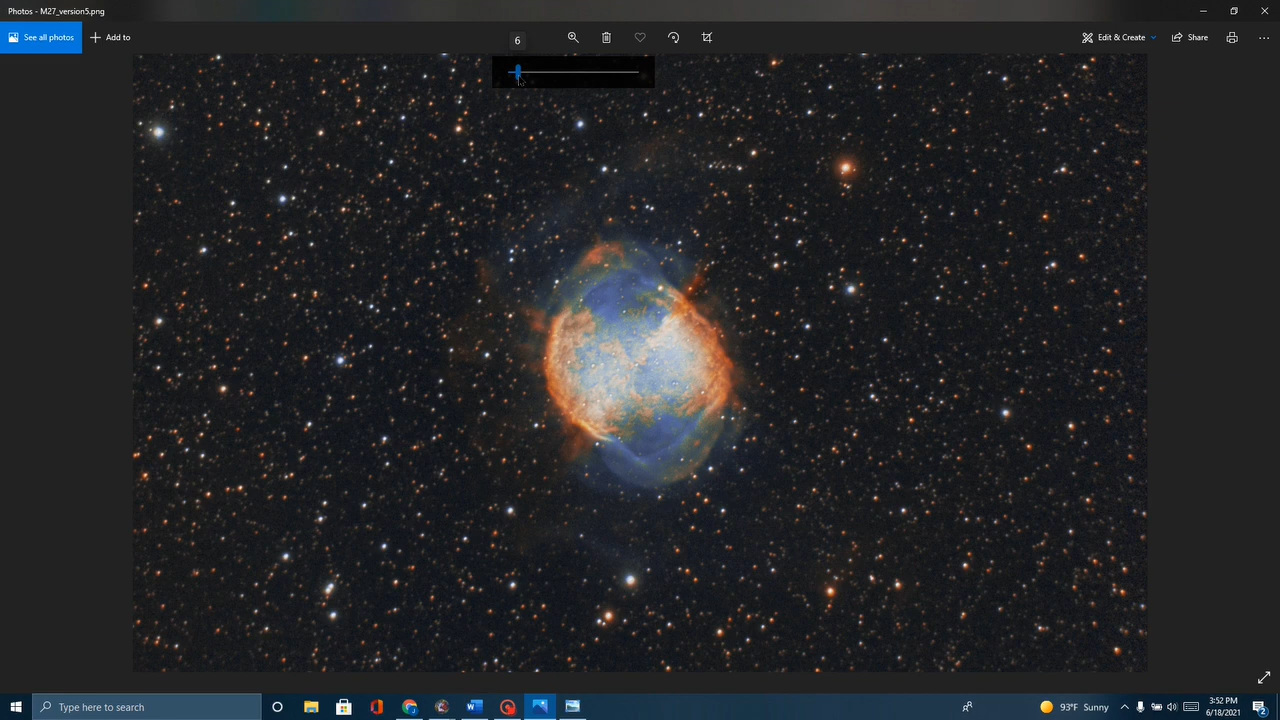 Photos - M27_version5.png
See all photos
Add to
6
Edit & Create
Share
Type here to search
93°F Sunny
3:52 PM
6/18/2021
2